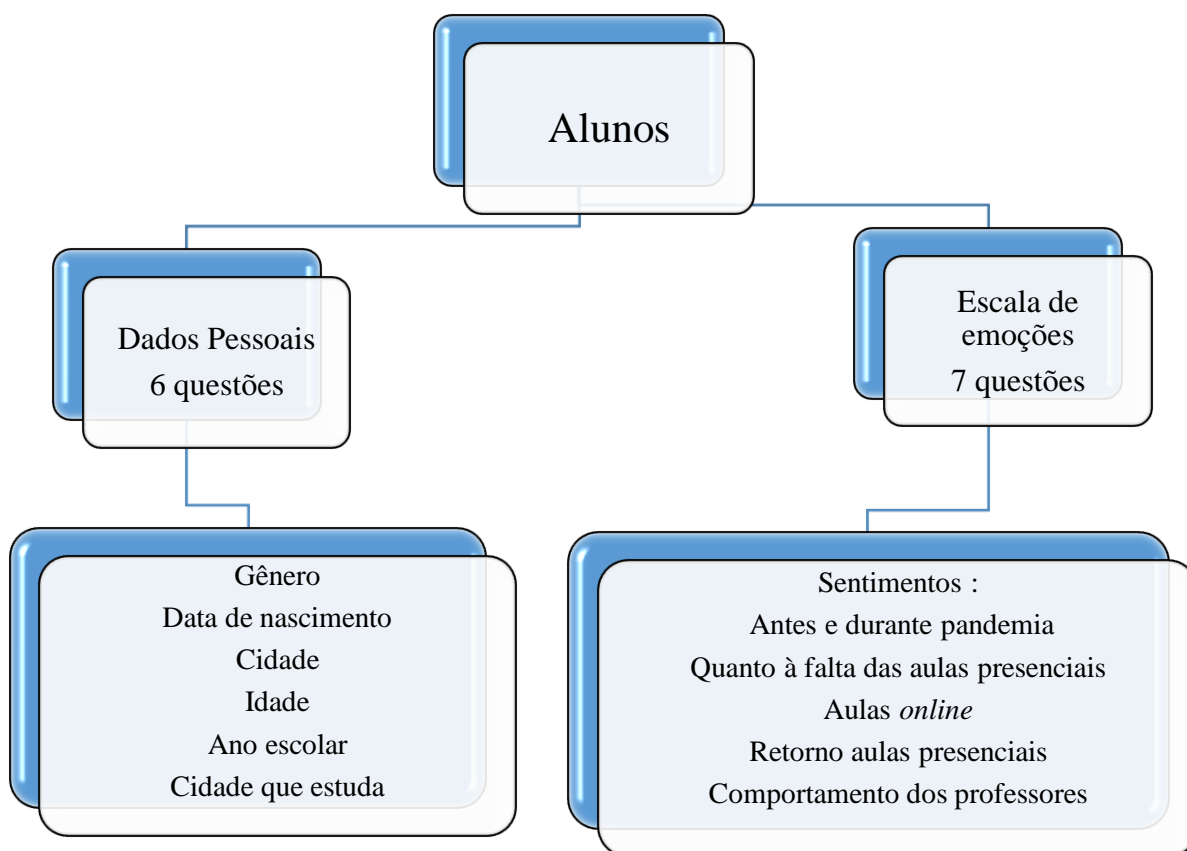 Alunos
Dados Pessoais
6 questões
Escala de
emoções
7 questões
Gênero
Data de nascimento
Cidade
Idade
Ano escolar
Cidade que estuda
Sentimentos :
Antes e durante pandemia
Quanto à falta das aulas presenciais
Aulas online
Retorno aulas presenciais
Comportamento dos professores